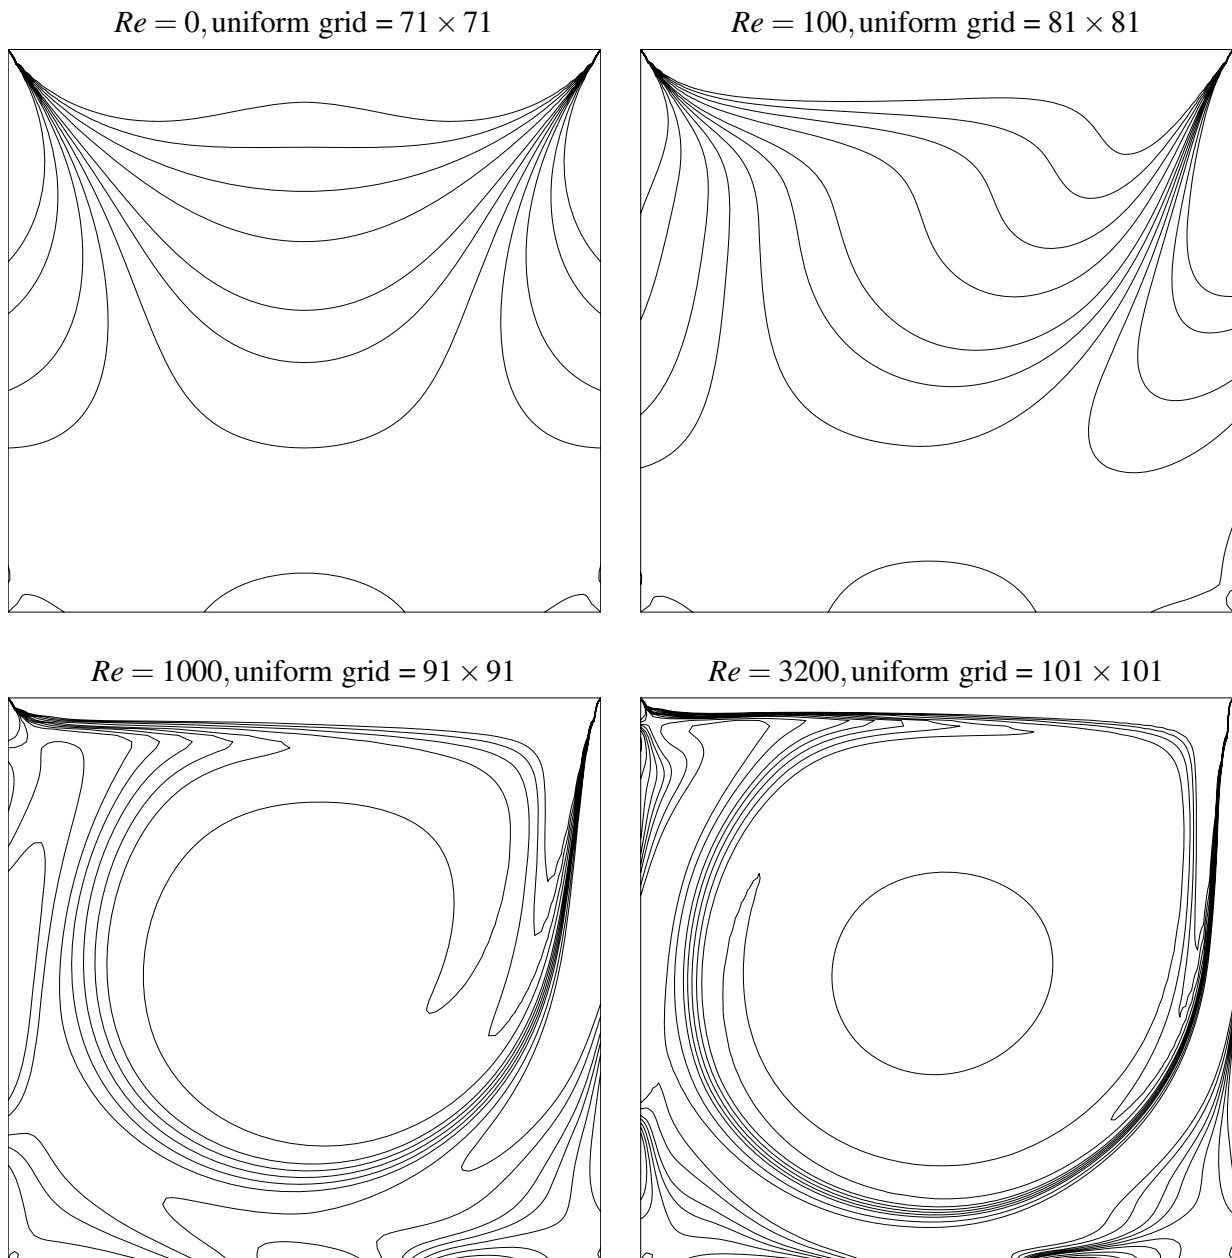 Re = 0, uniform grid = 71 × 71
Re = 100, uniform grid = 81 × 81
Re = 1000, uniform grid = 91 × 91
Re = 3200, uniform grid = 101 × 101